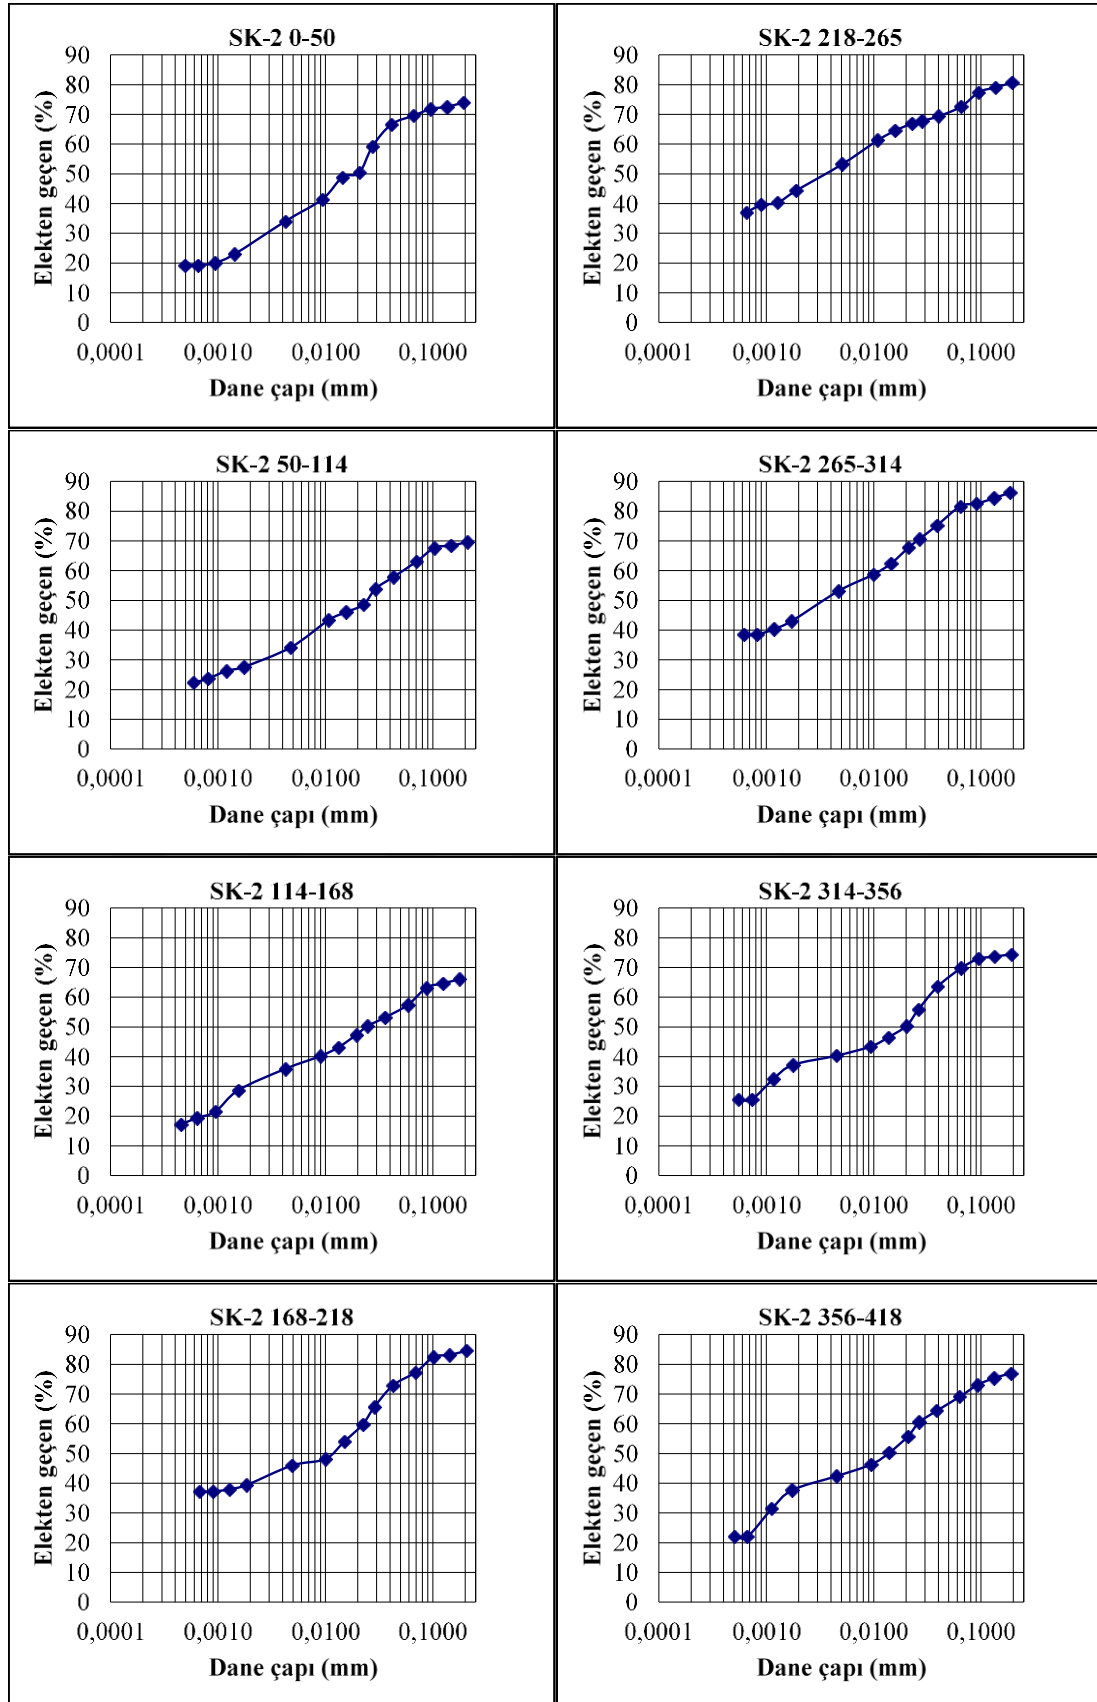 SK-2 0-50
90
80
70
60
50
40
30
20
10
0
Elekten geçen (%)
0,0001 0,0010 0,0100 0,1000
Dane çapı (mm)
SK-2 218-265
90
80
70
60
50
40
30
20
10
0
Elekten geçen (%)
0,0001 0,0010 0,0100 0,1000
Dane çapı (mm)
SK-2 50-114
90
80
70
60
50
40
30
20
10
0
Elekten geçen (%)
0,0001 0,0010 0,0100 0,1000
Dane çapı (mm)
SK-2 265-314
90
80
70
60
50
40
30
20
10
0
Elekten geçen (%)
0,0001 0,0010 0,0100 0,1000
Dane çapı (mm)
SK-2 114-168
90
80
70
60
50
40
30
20
10
0
Elekten geçen (%)
0,0001 0,0010 0,0100 0,1000
Dane çapı (mm)
SK-2 314-356
90
80
70
60
50
40
30
20
10
0
Elekten geçen (%)
0,0001 0,0010 0,0100 0,1000
Dane çapı (mm)
SK-2 168-218
90
80
70
60
50
40
30
20
10
0
Elekten geçen (%)
0,0001 0,0010 0,0100 0,1000
Dane çapı (mm)
SK-2 356-418
90
80
70
60
50
40
30
20
10
0
Elekten geçen (%)
0,0001 0,0010 0,0100 0,1000
Dane çapı (mm)